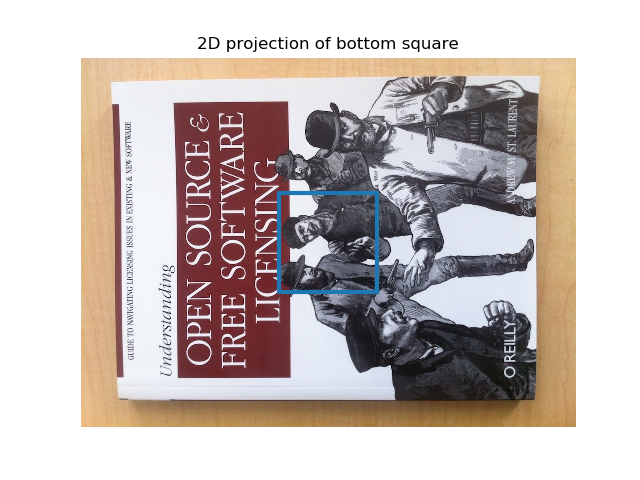 2D projection of bottom square
GUIDE TO NAVIGATING LICENSING ISSUES IN EXISTING & NEW SOFTWARE
Understanding
OPEN SOURCE &
FREE SOFTWARE
LICENSING
ANDREW M. ST. LAURENT
O'REILLY